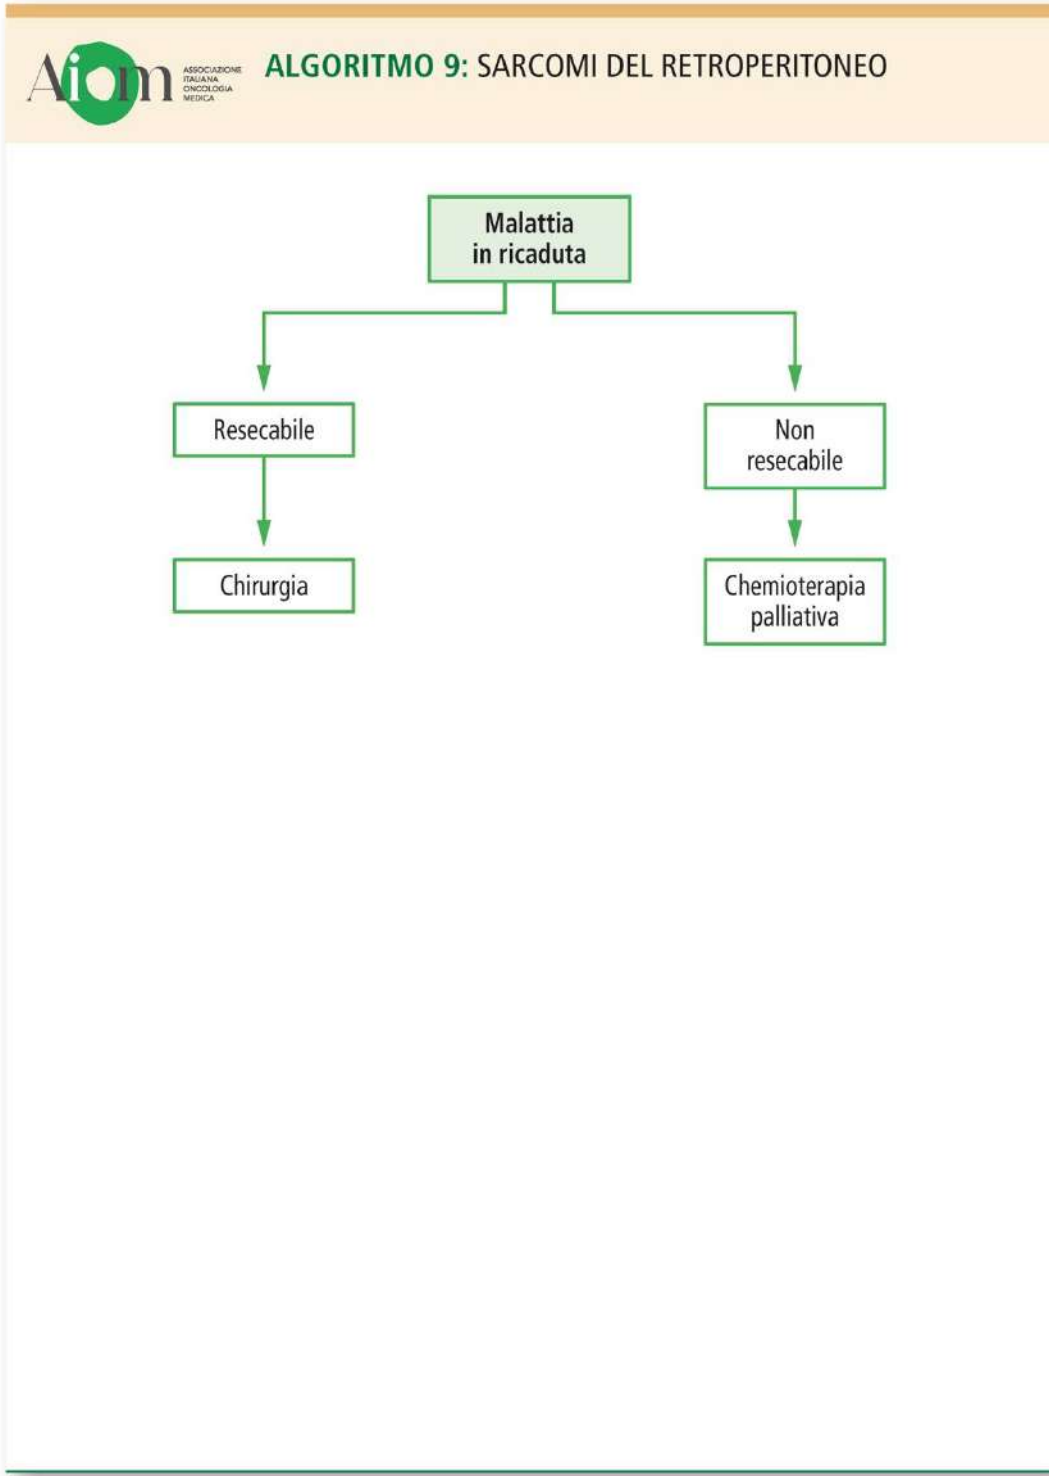 Aiom
ASSOCIAZIONE
ITALIANA
ONCOLOGIA
MEDICA
ALGORITMO 9: SARCOMI DEL RETROPERITONEO
Malattia
in ricaduta
Resecabile
Non
resecabile
Chirurgia
Chemioterapia
palliativa